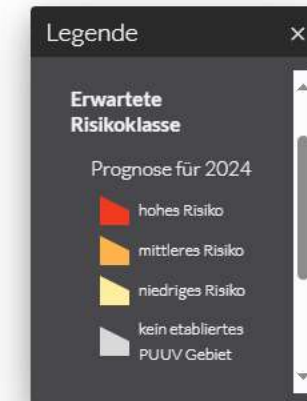 Legende
Erwartete
Risikoklasse
Prognose für 2024
hohes Risiko
mittleres Risiko
niedriges Risiko
kein etabliertes
PUUV Gebiet